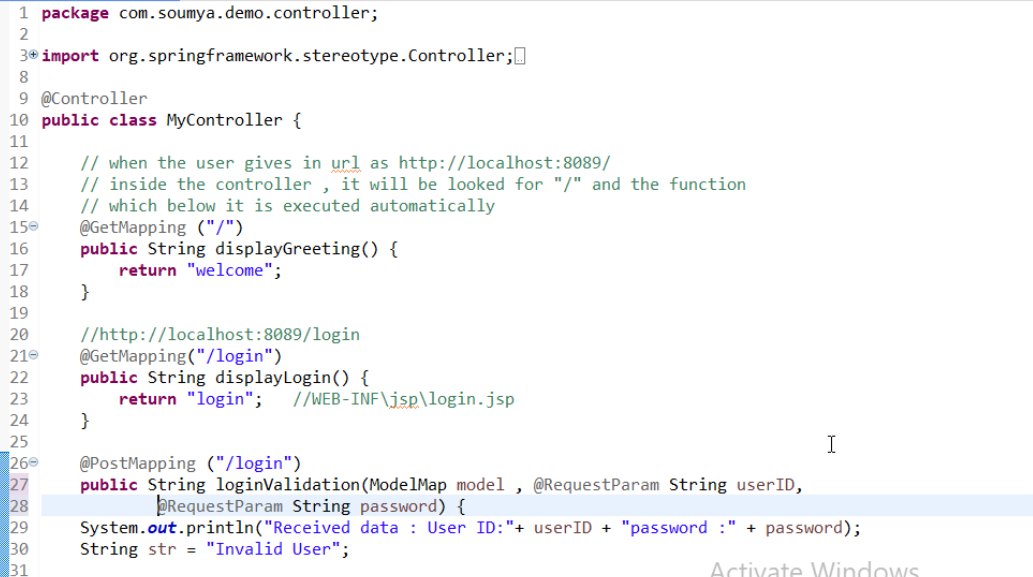 1 package com.soumya.demo.controller;
2
3 import org.springframework.stereotype.Controller;
8
9 @Controller
10 public class MyController {
11
12 // when the user gives in url as http://localhost:8089/
13 // inside the controller , it will be looked for "/" and the function
14 // which below it is executed automatically
15 @GetMapping ("/")
16 public String displayGreeting() {
17 return "welcome";
18 }
19
20 //http://localhost:8089/login
21 @GetMapping("/login")
22 public String displayLogin() {
23 return "login"; //WEB-INF\jsp\login.jsp
24 }
25
26 @PostMapping ("/login")
27 public String loginValidation(ModelMap model , @RequestParam String userID,
28 @RequestParam String password) {
29 System.out.println("Received data : User ID:"+ userID + "password :" + password);
30 String str = "Invalid User";
31
Activate Windows